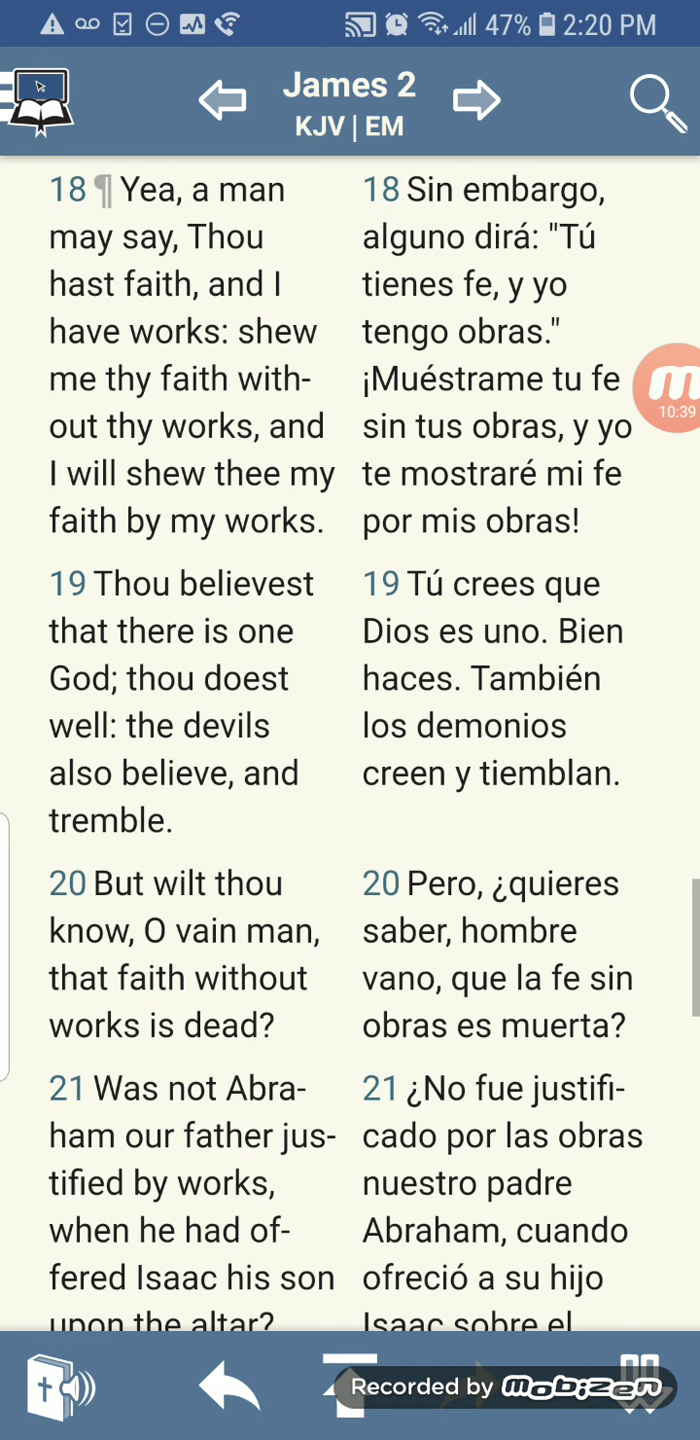 47% 2:20 PM
James 2
KJV | EM
18 ¶ Yea, a man
may say, Thou
hast faith, and I
have works: shew
me thy faith with-
out thy works, and
I will shew thee my
faith by my works.
19 Thou believest
that there is one
God; thou doest
well: the devils
also believe, and
tremble.
20 But wilt thou
know, O vain man,
that faith without
works is dead?
21 Was not Abra-
ham our father jus-
tified by works,
when he had of-
fered Isaac his son
upon the altar?
18 Sin embargo,
alguno dirá: "Tú
tienes fe, y yo
tengo obras."
¡Muéstrame tu fe
sin tus obras, y yo
te mostraré mi fe
por mis obras!
19 Tú crees que
Dios es uno. Bien
haces. También
los demonios
creen y tiemblan.
20 Pero, ¿quieres
saber, hombre
vano, que la fe sin
obras es muerta?
21 ¿No fue justifi-
cado por las obras
nuestro padre
Abraham, cuando
ofreció a su hijo
Isaac sobre el
m
10:39
Recorded by mobizen